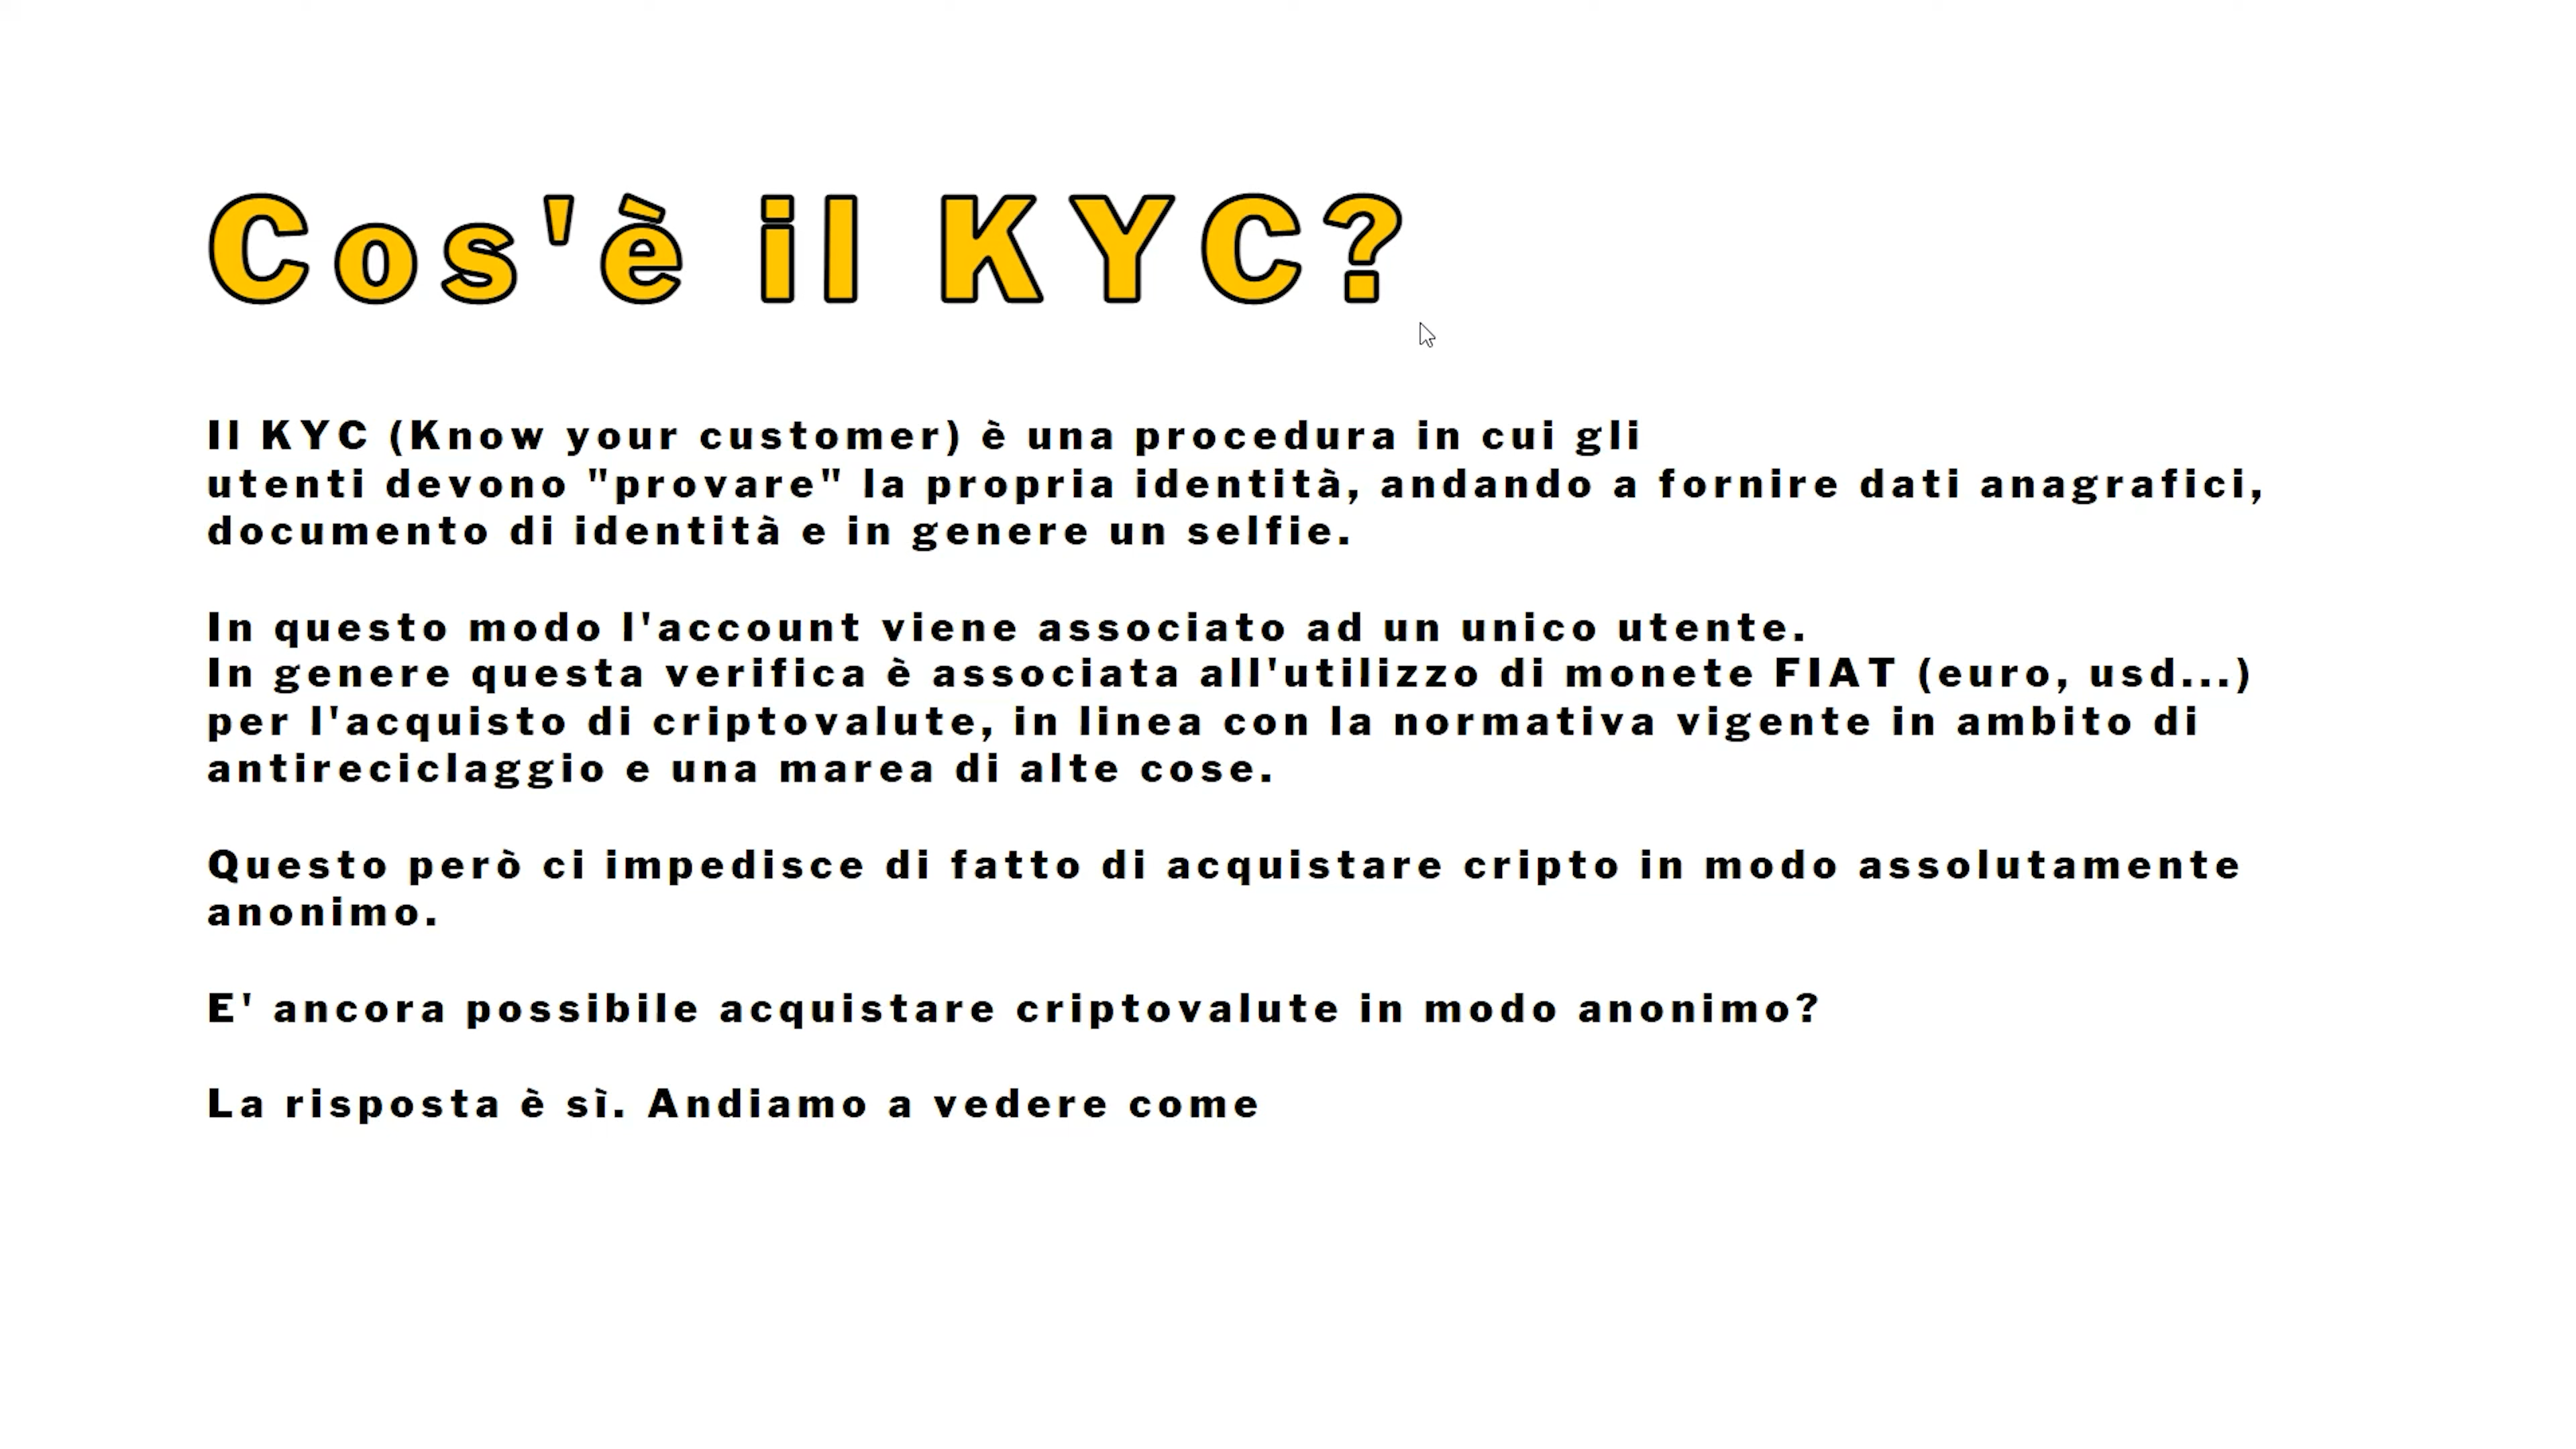 Cos'è il KYC?
Il KYC (Know your customer) è una procedura in cui gli
utenti devono "provare" la propria identità, andando a fornire dati anagrafici,
documento di identità e in genere un selfie.
In questo modo l'account viene associato ad un unico utente.
In genere questa verifica è associata all'utilizzo di monete FIAT (euro, usd...)
per l'acquisto di criptovalute, in linea con la normativa vigente in ambito di
antireciclaggio e una marea di alte cose.
Questo però ci impedisce di fatto di acquistare cripto in modo assolutamente
anonimo.
E' ancora possibile acquistare criptovalute in modo anonimo?
La risposta è sì. Andiamo a vedere come